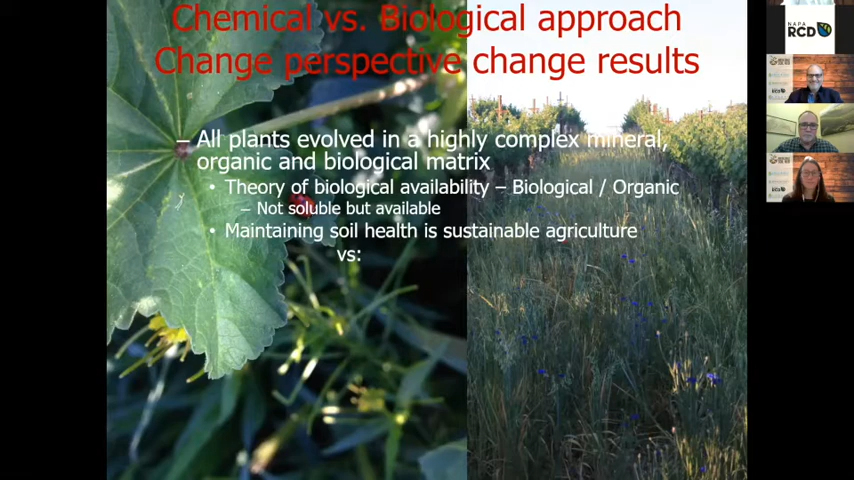 Chemical vs. Biological approach
Change perspective change results
– All plants evolved in a highly complex mineral,
organic and biological matrix
• Theory of biological availability – Biological / Organic
– Not soluble but available
• Maintaining soil health is sustainable agriculture
vs:
NAPA
RCD